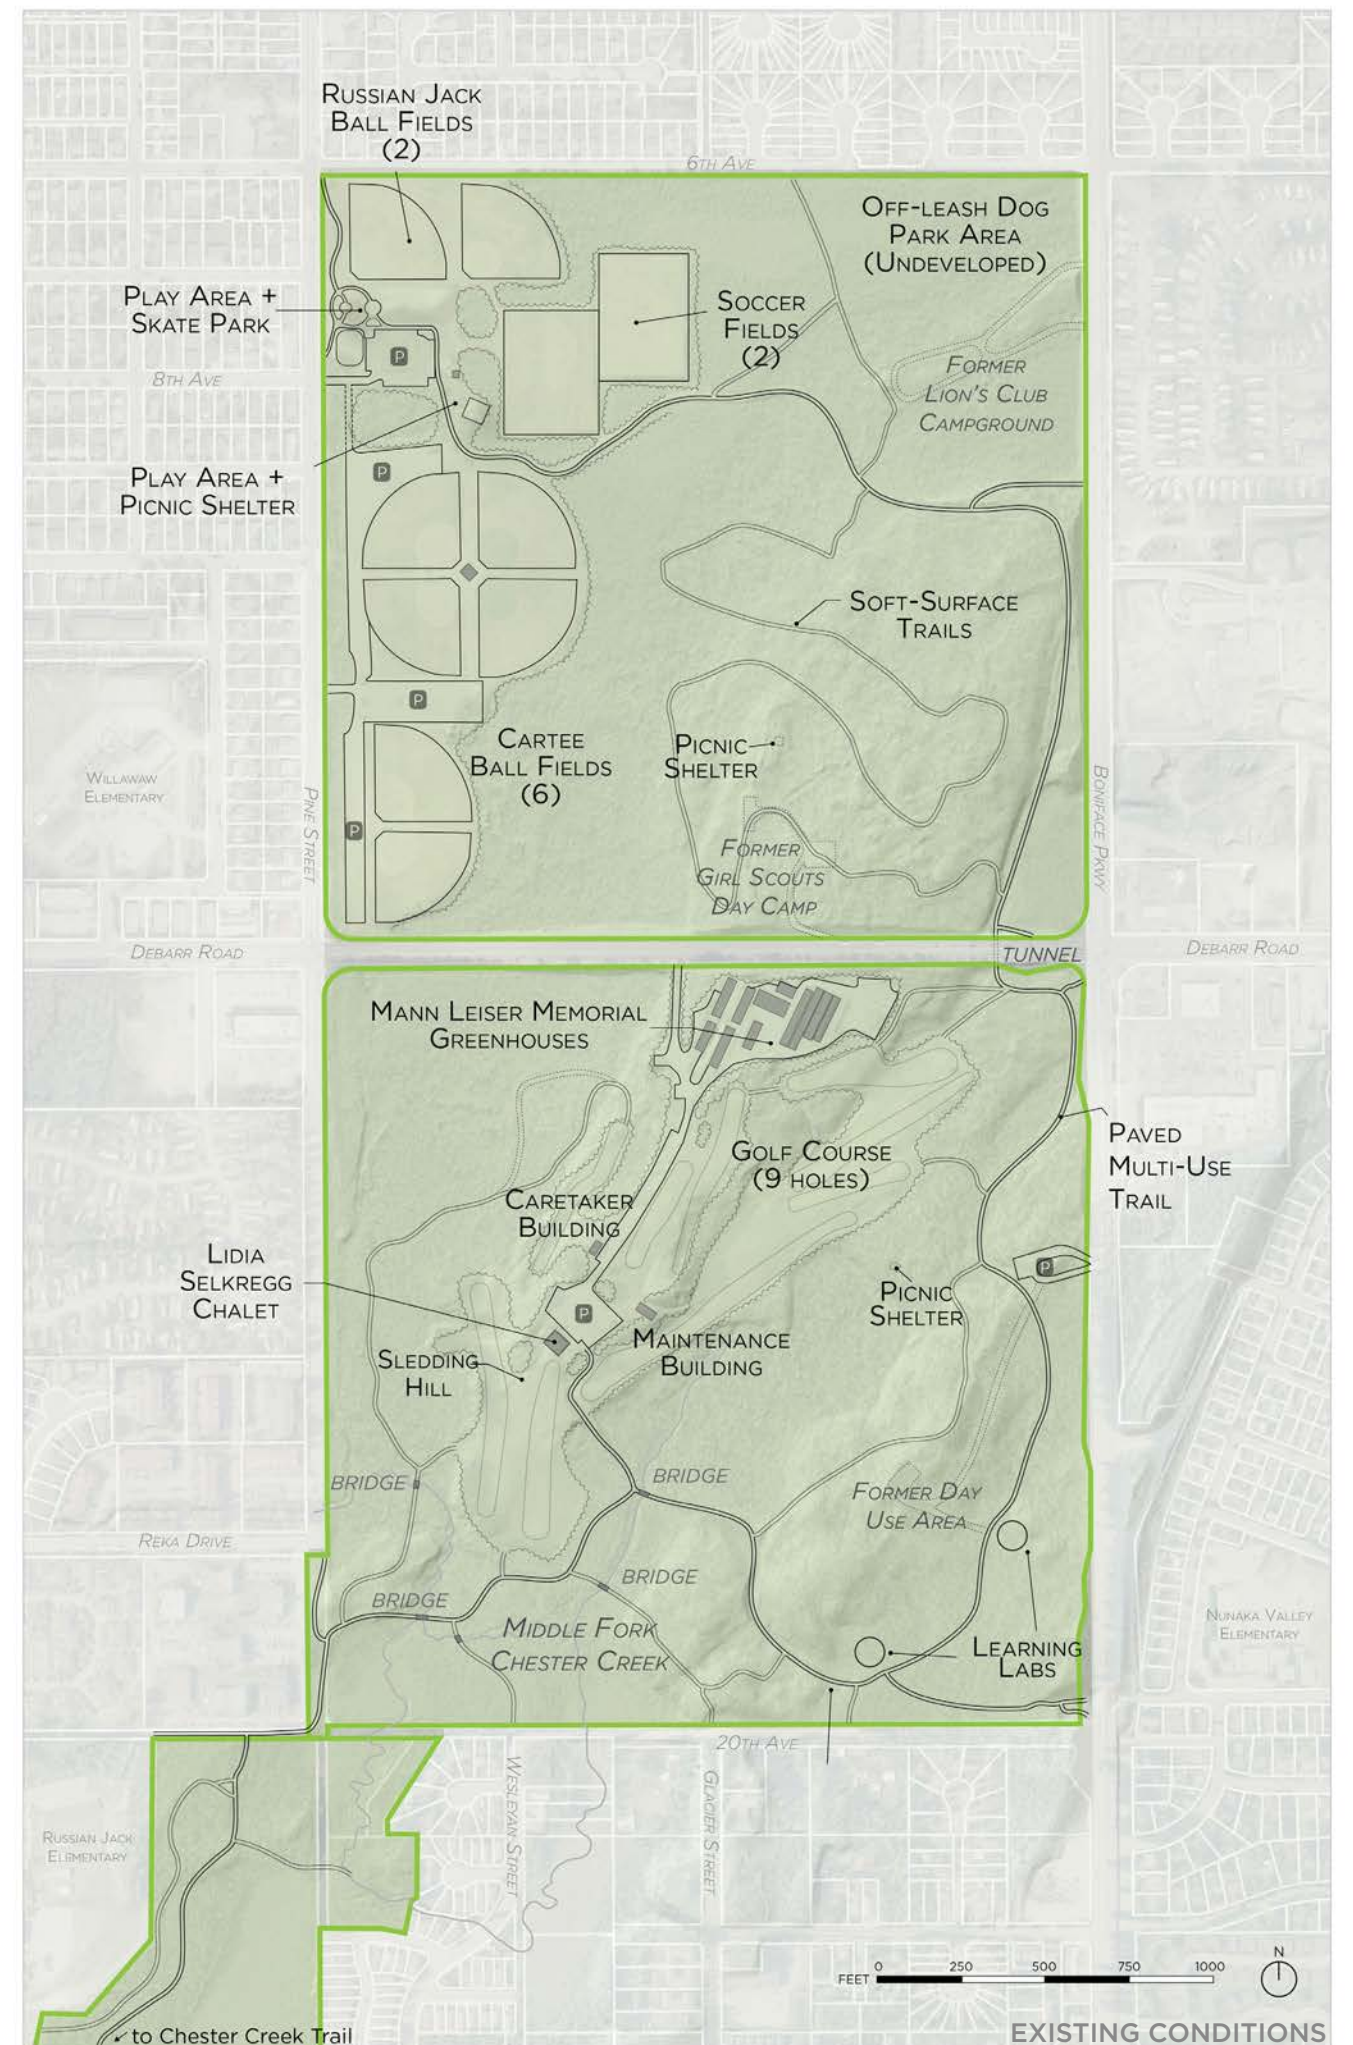 Russian Jack
Ball Fields
(2)
6th Ave
Off-leash Dog
Park Area
(Undeveloped)
Play Area +
Skate Park
Soccer
Fields
(2)
P
8th Ave
Former
Lion's Club
Campground
Play Area +
Picnic Shelter
P
Soft-Surface
Trails
P
Cartee
Ball Fields
(6)
Picnic
Shelter
Willawaw
Elementary
Pine Street
Boniface Pkwy
P
Former
Girl Scouts
Day Camp
Debarr Road
Tunnel
Debarr Road
Mann Leiser Memorial
Greenhouses
Paved
Multi-Use
Trail
Golf Course
(9 holes)
Caretaker
Building
Lidia
Selkregg
Chalet
P
P
Picnic
Shelter
Maintenance
Building
Sledding
Hill
Bridge
Bridge
Former Day
Use Area
Reka Drive
Bridge
Bridge
Middle Fork
Chester Creek
Nunaka Valley
Elementary
Learning
Labs
20th Ave
Wesleyan Street
Glacier Street
Russian Jack
Elementary
N
FEET 0 250 500 750 1000
to Chester Creek Trail
EXISTING CONDITIONS